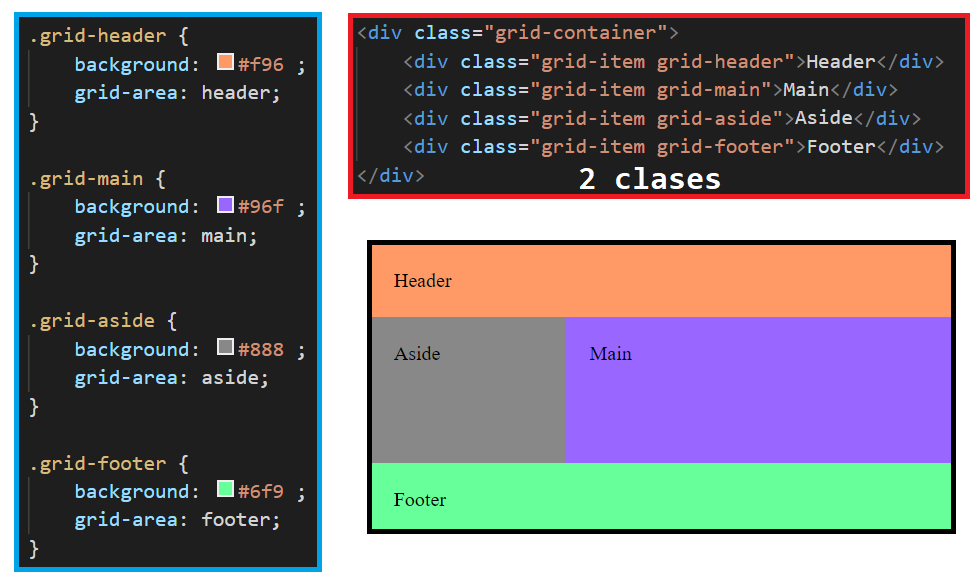 .grid-header {
    background: #f96 ;
    grid-area: header;
}
.grid-main {
    background: #96f ;
    grid-area: main;
}
.grid-aside {
    background: #888 ;
    grid-area: aside;
}
.grid-footer {
    background: #6f9 ;
    grid-area: footer;
}
<div class="grid-container">
    <div class="grid-item grid-header">Header</div>
    <div class="grid-item grid-main">Main</div>
    <div class="grid-item grid-aside">Aside</div>
    <div class="grid-item grid-footer">Footer</div>
</div>
2 clases
Header
Aside
Main
Footer